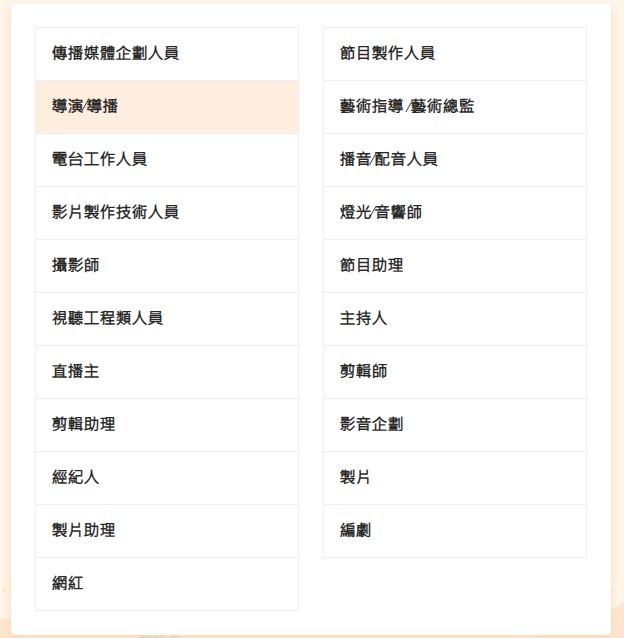 傳播媒體企劃人員
節目製作人員
導演∕導播
藝術指導 ∕藝術總監
電台工作人員
播音∕配音人員
影片製作技術人員
燈光∕音響師
攝影師
節目助理
視聽工程類人員
主持人
直播主
剪輯師
剪輯助理
影音企劃
經紀人
製片
製片助理
編劇
網紅